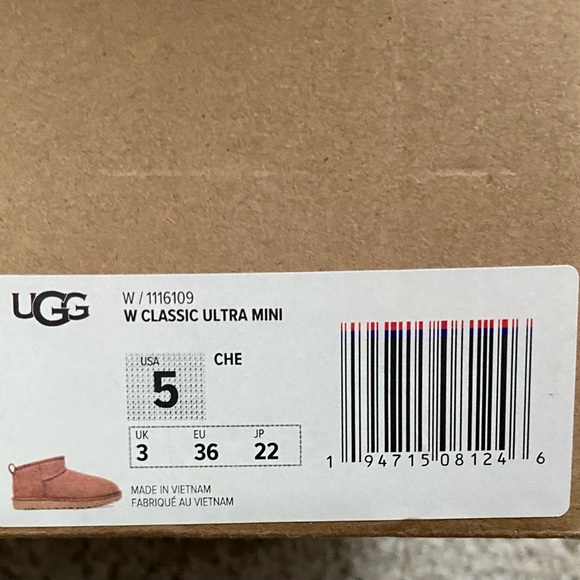 UGG
W / 1116109
W CLASSIC ULTRA MINI
USA
5
CHE
UK EU JP
3 36 22
MADE IN VIETNAM
FABRIQUÉ AU VIETNAM
1 94715 08124 6